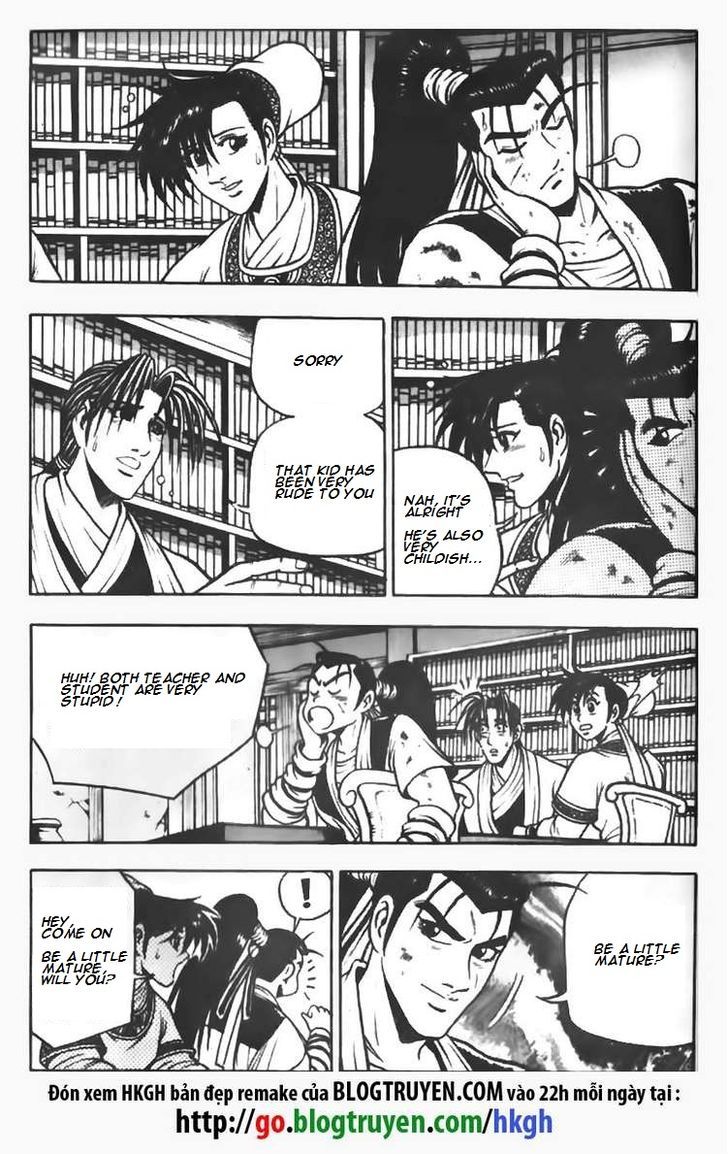 SORRY
THAT KID HAS
BEEN VERY
RUDE TO YOU
NAH, IT'S
ALRIGHT
HE'S ALSO
VERY
CHILDISH...
HUH! BOTH TEACHER AND
STUDENT ARE VERY
STUPID!
HEY,
COME ON
BE A LITTLE
MATURE,
WILL YOU?
!
BE A LITTLE
MATURE?
Đón xem HKGH bản đẹp remake của BLOGTRUYEN.COM vào 22h mỗi ngày tại :
http://go.blogtruyen.com/hkgh